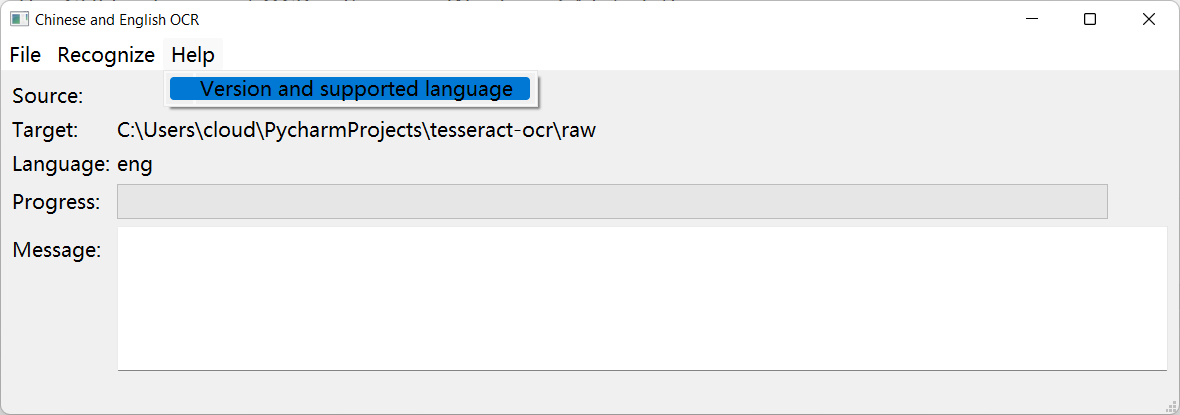 Chinese and English OCR
File Recognize Help
Version and supported language
Source:
Target: C:\Users\cloud\PycharmProjects\tesseract-ocr\raw
Language: eng
Progress:
Message: